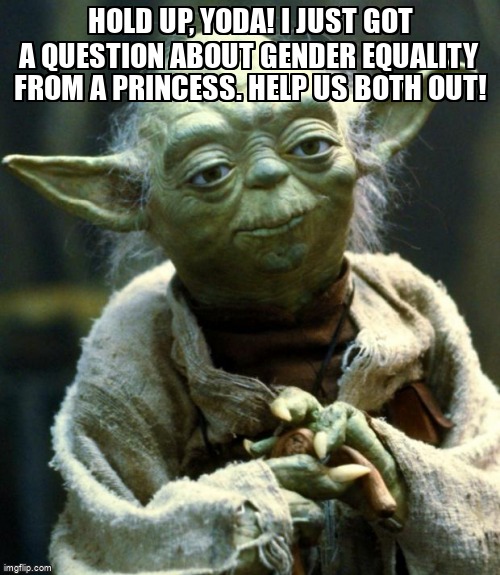 HOLD UP, YODA! I JUST GOT
A QUESTION ABOUT GENDER EQUALITY
FROM A PRINCESS. HELP US BOTH OUT!
imgflip.com